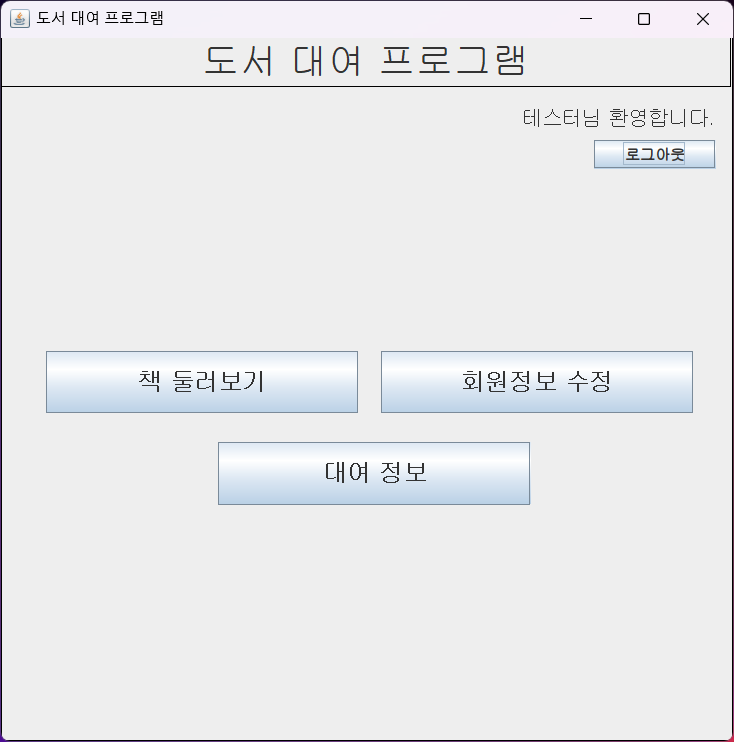 도서 대여 프로그램
도서 대여 프로그램
테스터님 환영합니다.
로그아웃
책 둘러보기
회원정보 수정
대여 정보